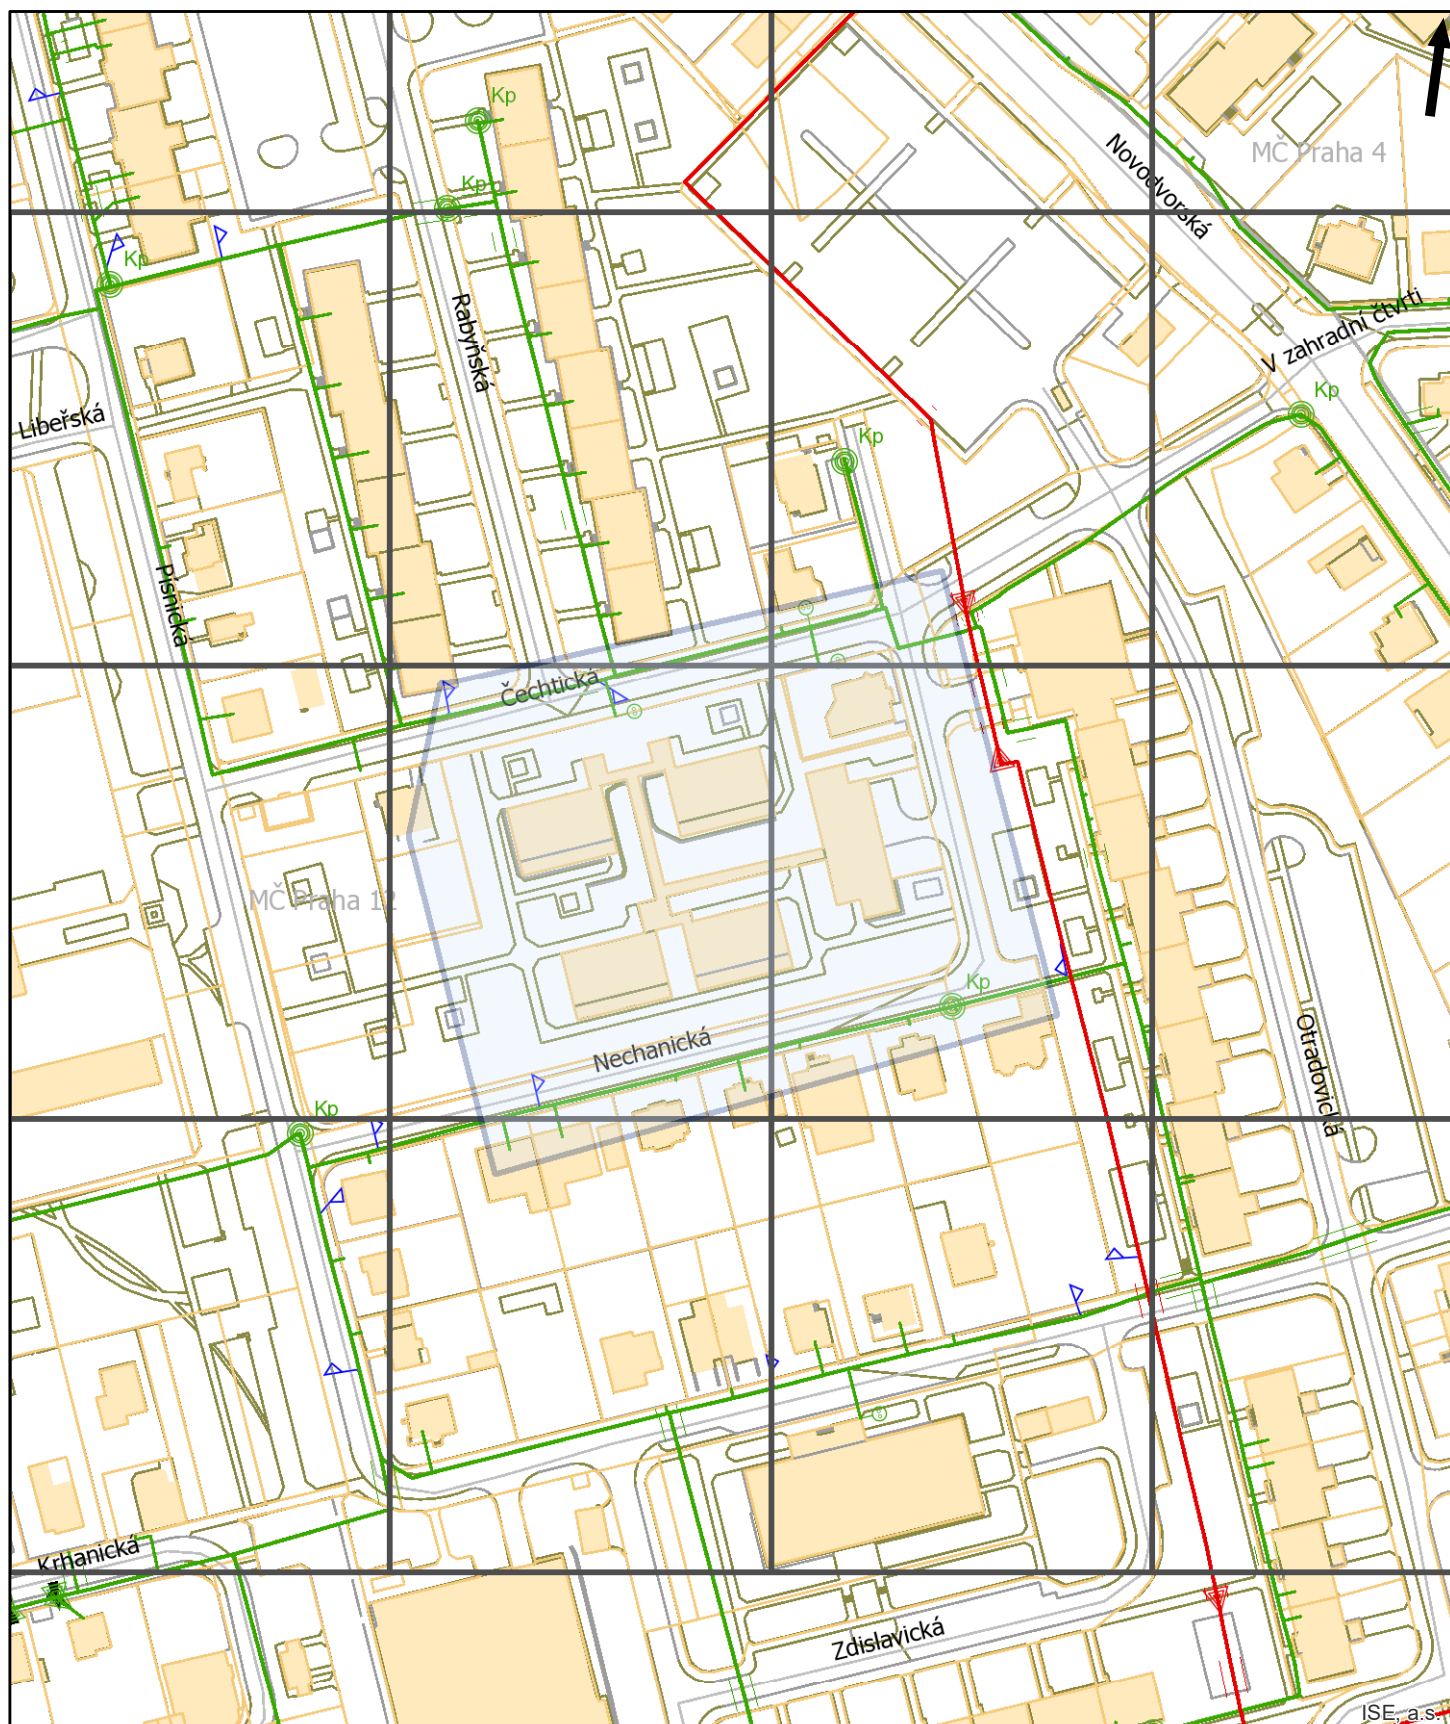 Kp
Novodvorská
MČ Praha 4
Kp
Kp
V zahradní čtvrti
Rabyňská
Kp
Libeřská
Kp
Písnická
Čechtická
MČ Praha 12
Kp
Nechanická
Otradovická
Kp
Krhanická
Zdislavická
ISE, a.s.